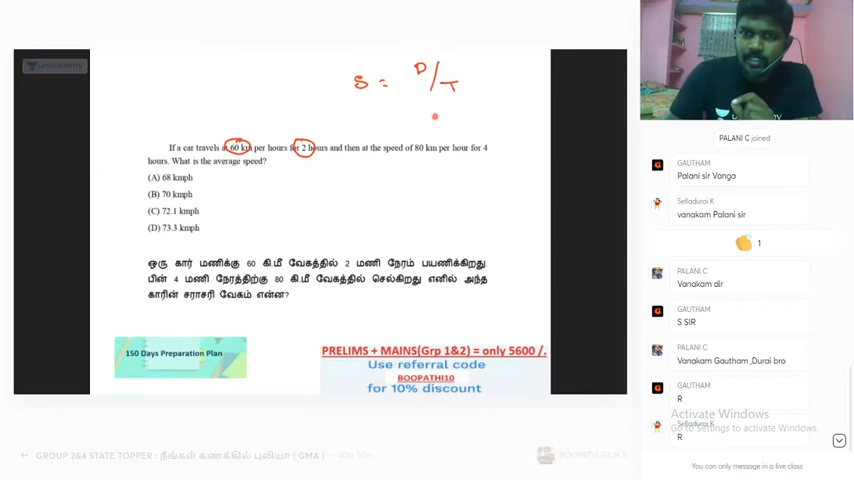 unacademy
S = D/T
If a car travels at 60 km per hours for 2 hours and then at the speed of 80 km per hour for 4
hours. What is the average speed?
(A) 68 kmph
(B) 70 kmph
(C) 72.1 kmph
(D) 73.3 kmph
ஒரு கார் மணிக்கு 60 கி.மீ வேகத்தில் 2 மணி நேரம் பயணிக்கிறது.
பின் 4 மணி நேரத்திற்கு 80 கி.மீ வேகத்தில் செல்கிறது எனில் அந்த
காரின் சராசரி வேகம் என்ன?
150 Days Preparation Plan
PRELIMS + MAINS(Grp 1&2) = only 5600 /.
Use referral code
BOOPATHI10
for 10% discount
GROUP 2&4 STATE TOPPER : நீங்கள் கணக்கில் புலியா ( GMA )
BOOPATHI RAJA S
PALANI C joined
GAUTHAM
Palani sir Vanga
Selladurai K
vanakam Palani sir
1
PALANI C
Vanakam dir
GAUTHAM
S SIR
PALANI C
Vanakam Gautham ,Durai bro
GAUTHAM
R
Activate Windows
Selladurai K
Go to Settings to activate Windows.
R
You can only message in a live class